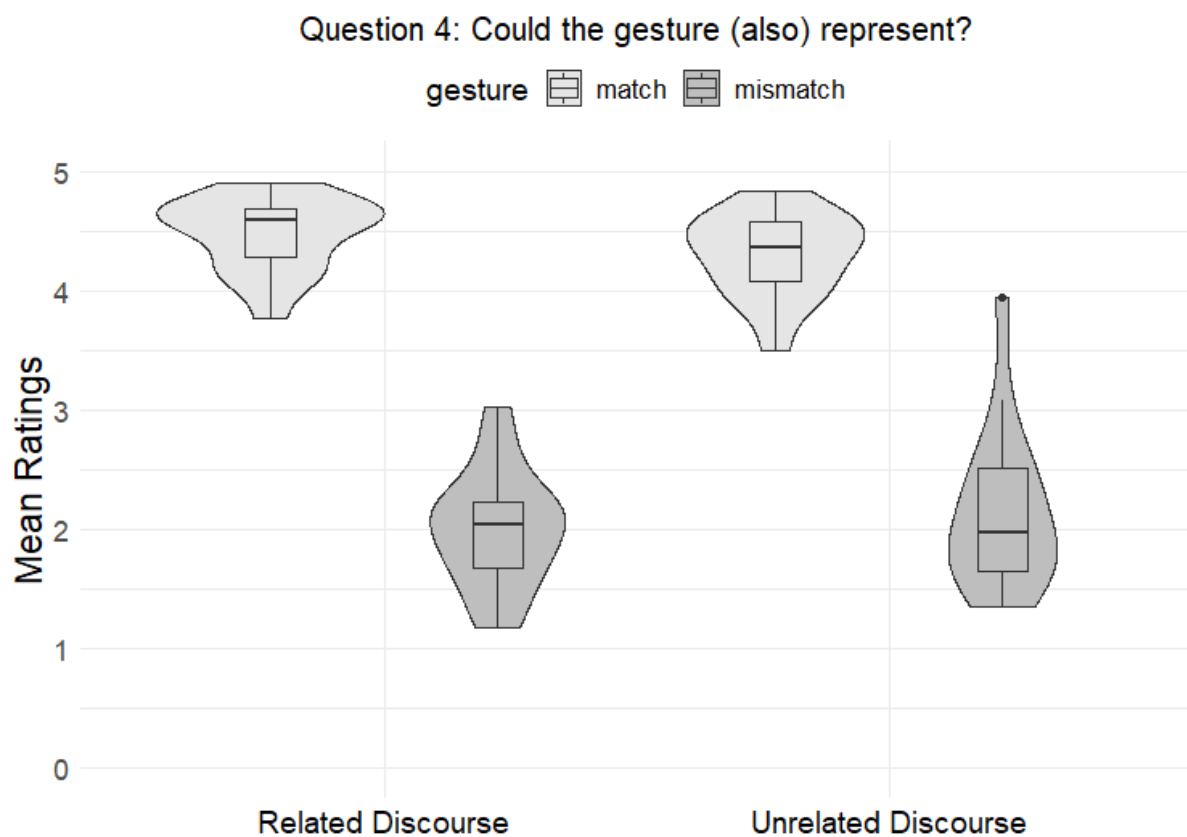 Question 4: Could the gesture (also) represent?
gesture match mismatch
5
4
3
2
1
0
Mean Ratings
Related Discourse Unrelated Discourse